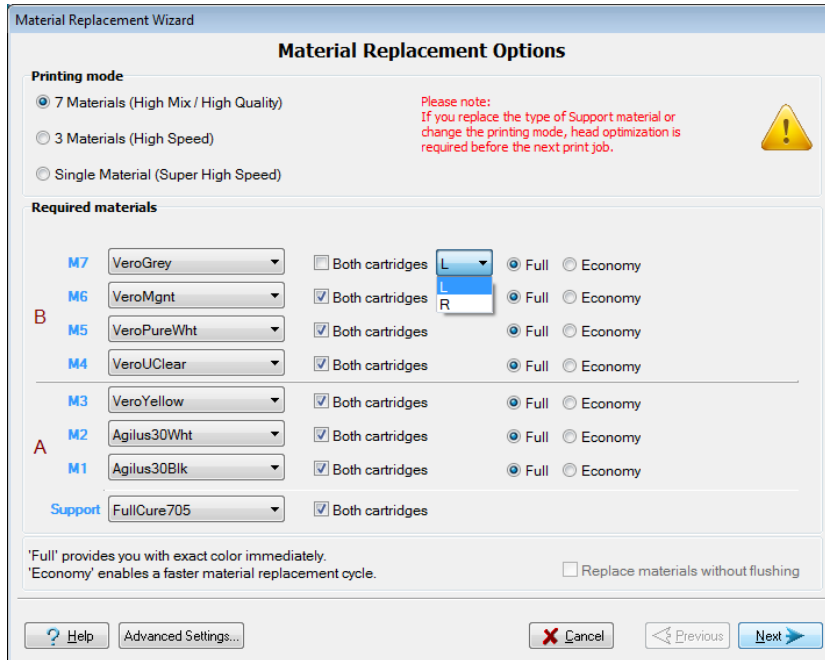 Material Replacement Wizard
Material Replacement Options
Printing mode
7 Materials (High Mix / High Quality)
3 Materials (High Speed)
Single Material (Super High Speed)
Please note:
If you replace the type of Support material or
change the printing mode, head optimization is
required before the next print job.
Required materials
M7 VeroGrey Both cartridges L Full Economy
L
R
M6 VeroMgnt Both cartridges Full Economy
B
M5 VeroPureWht Both cartridges Full Economy
M4 VeroUClear Both cartridges Full Economy
M3 VeroYellow Both cartridges Full Economy
M2 Agilus30Wht Both cartridges Full Economy
A
M1 Agilus30Blk Both cartridges Full Economy
Support FullCure705 Both cartridges
'Full' provides you with exact color immediately.
'Economy' enables a faster material replacement cycle.
Replace materials without flushing
? Help Advanced Settings... Cancel Previous Next